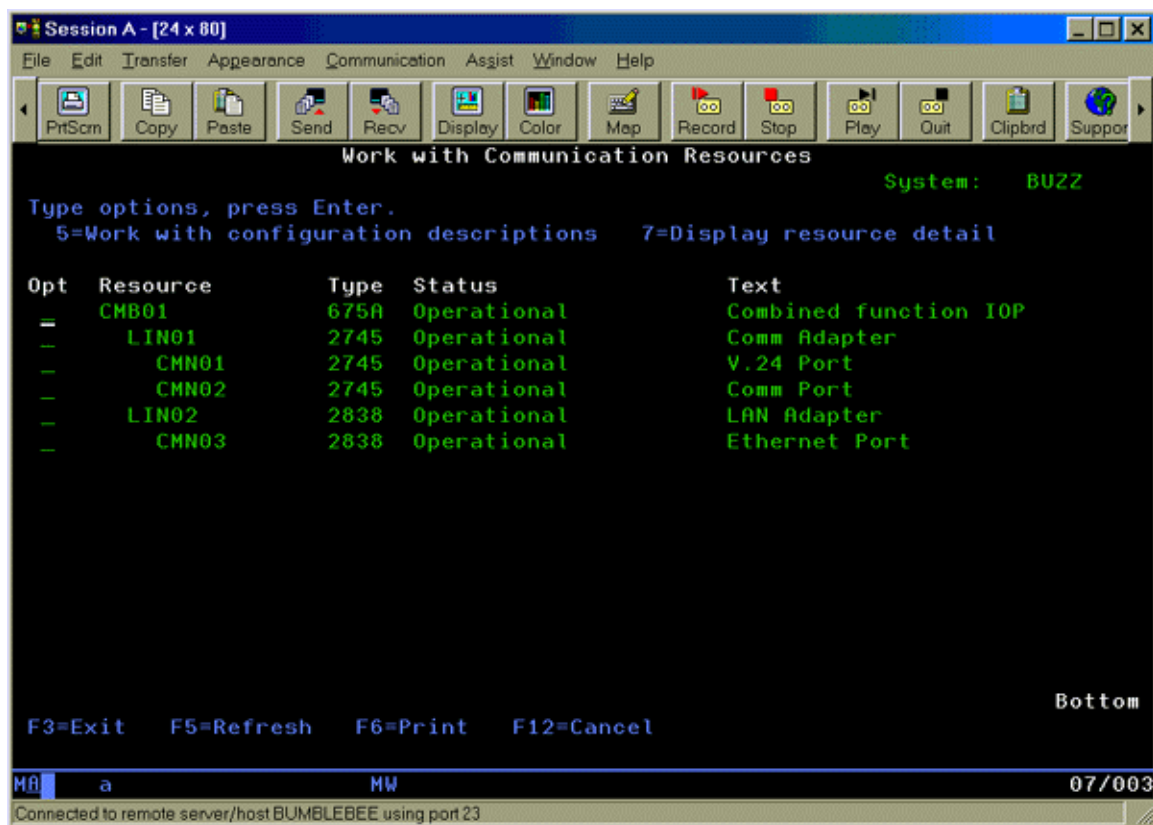 Session A - [24 x 80]
File Edit Transfer Appearance Communication Assist Window Help
PrtScrn Copy Paste Send Recv Display Color Map Record Stop Play Quit Clipbrd Suppor
Work with Communication Resources
System: BUZZ
Type options, press Enter.
5=Work with configuration descriptions 7=Display resource detail
Opt Resource Type Status Text
_ CMB01 675A Operational Combined function IOP
_ LIN01 2745 Operational Comm Adapter
_ CMN01 2745 Operational V.24 Port
_ CMN02 2745 Operational Comm Port
_ LIN02 2838 Operational LAN Adapter
_ CMN03 2838 Operational Ethernet Port
Bottom
F3=Exit F5=Refresh F6=Print F12=Cancel
MA a MW 07/003
Connected to remote server/host BUMBLEBEE using port 23